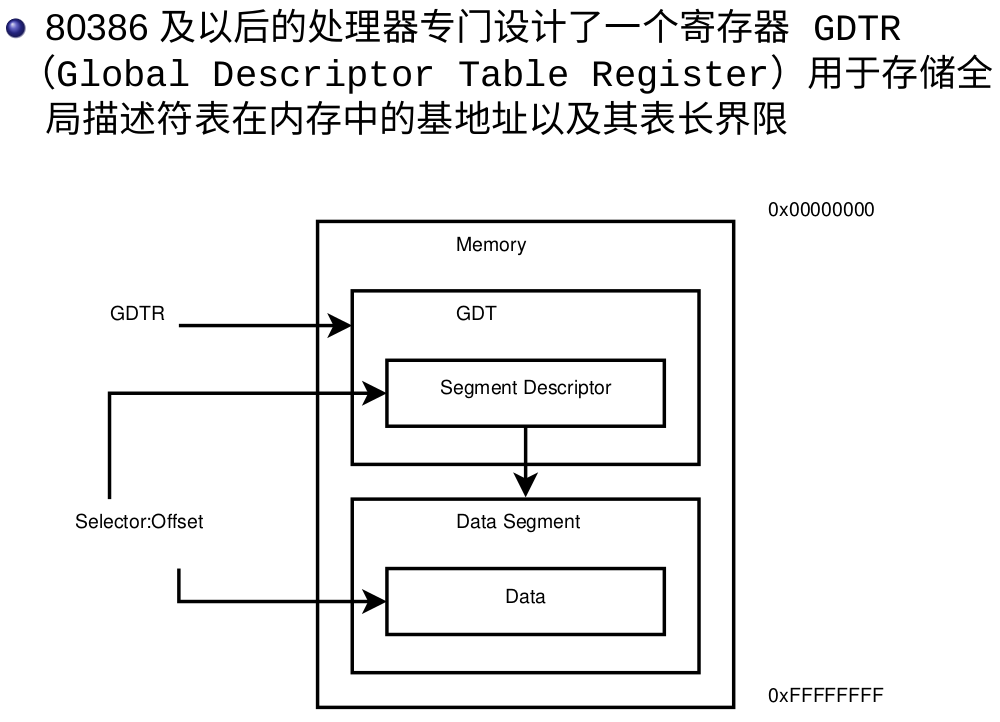 80386 及以后的处理器专门设计了一个寄存器 GDTR
（Global Descriptor Table Register）用于存储全
局描述符表在内存中的基地址以及其表长界限
0x00000000
Memory
GDTR
GDT
Segment Descriptor
Selector:Offset
Data Segment
Data
0xFFFFFFFF